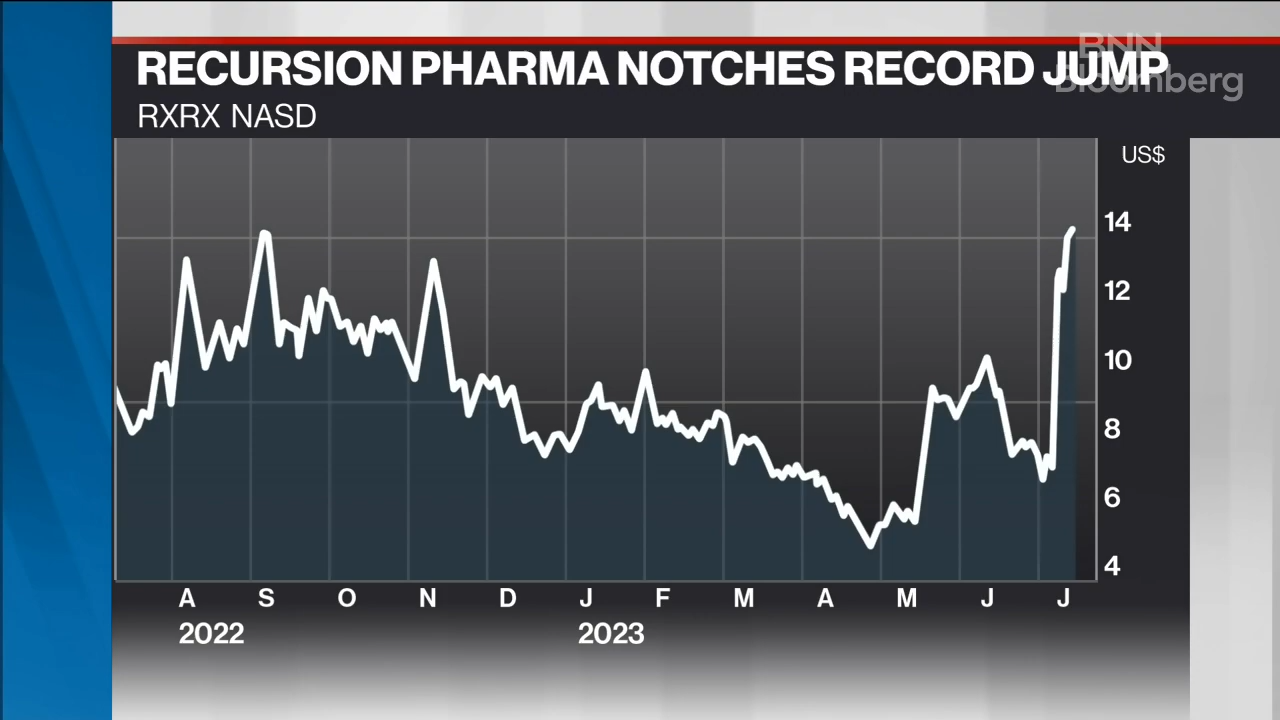 RECURSION PHARMA NOTCHES RECORD JUMP
BNN
Bloomberg
RXRX NASD
US$
14
12
10
8
6
4
A S O N D J F M A M J J
2022 2023